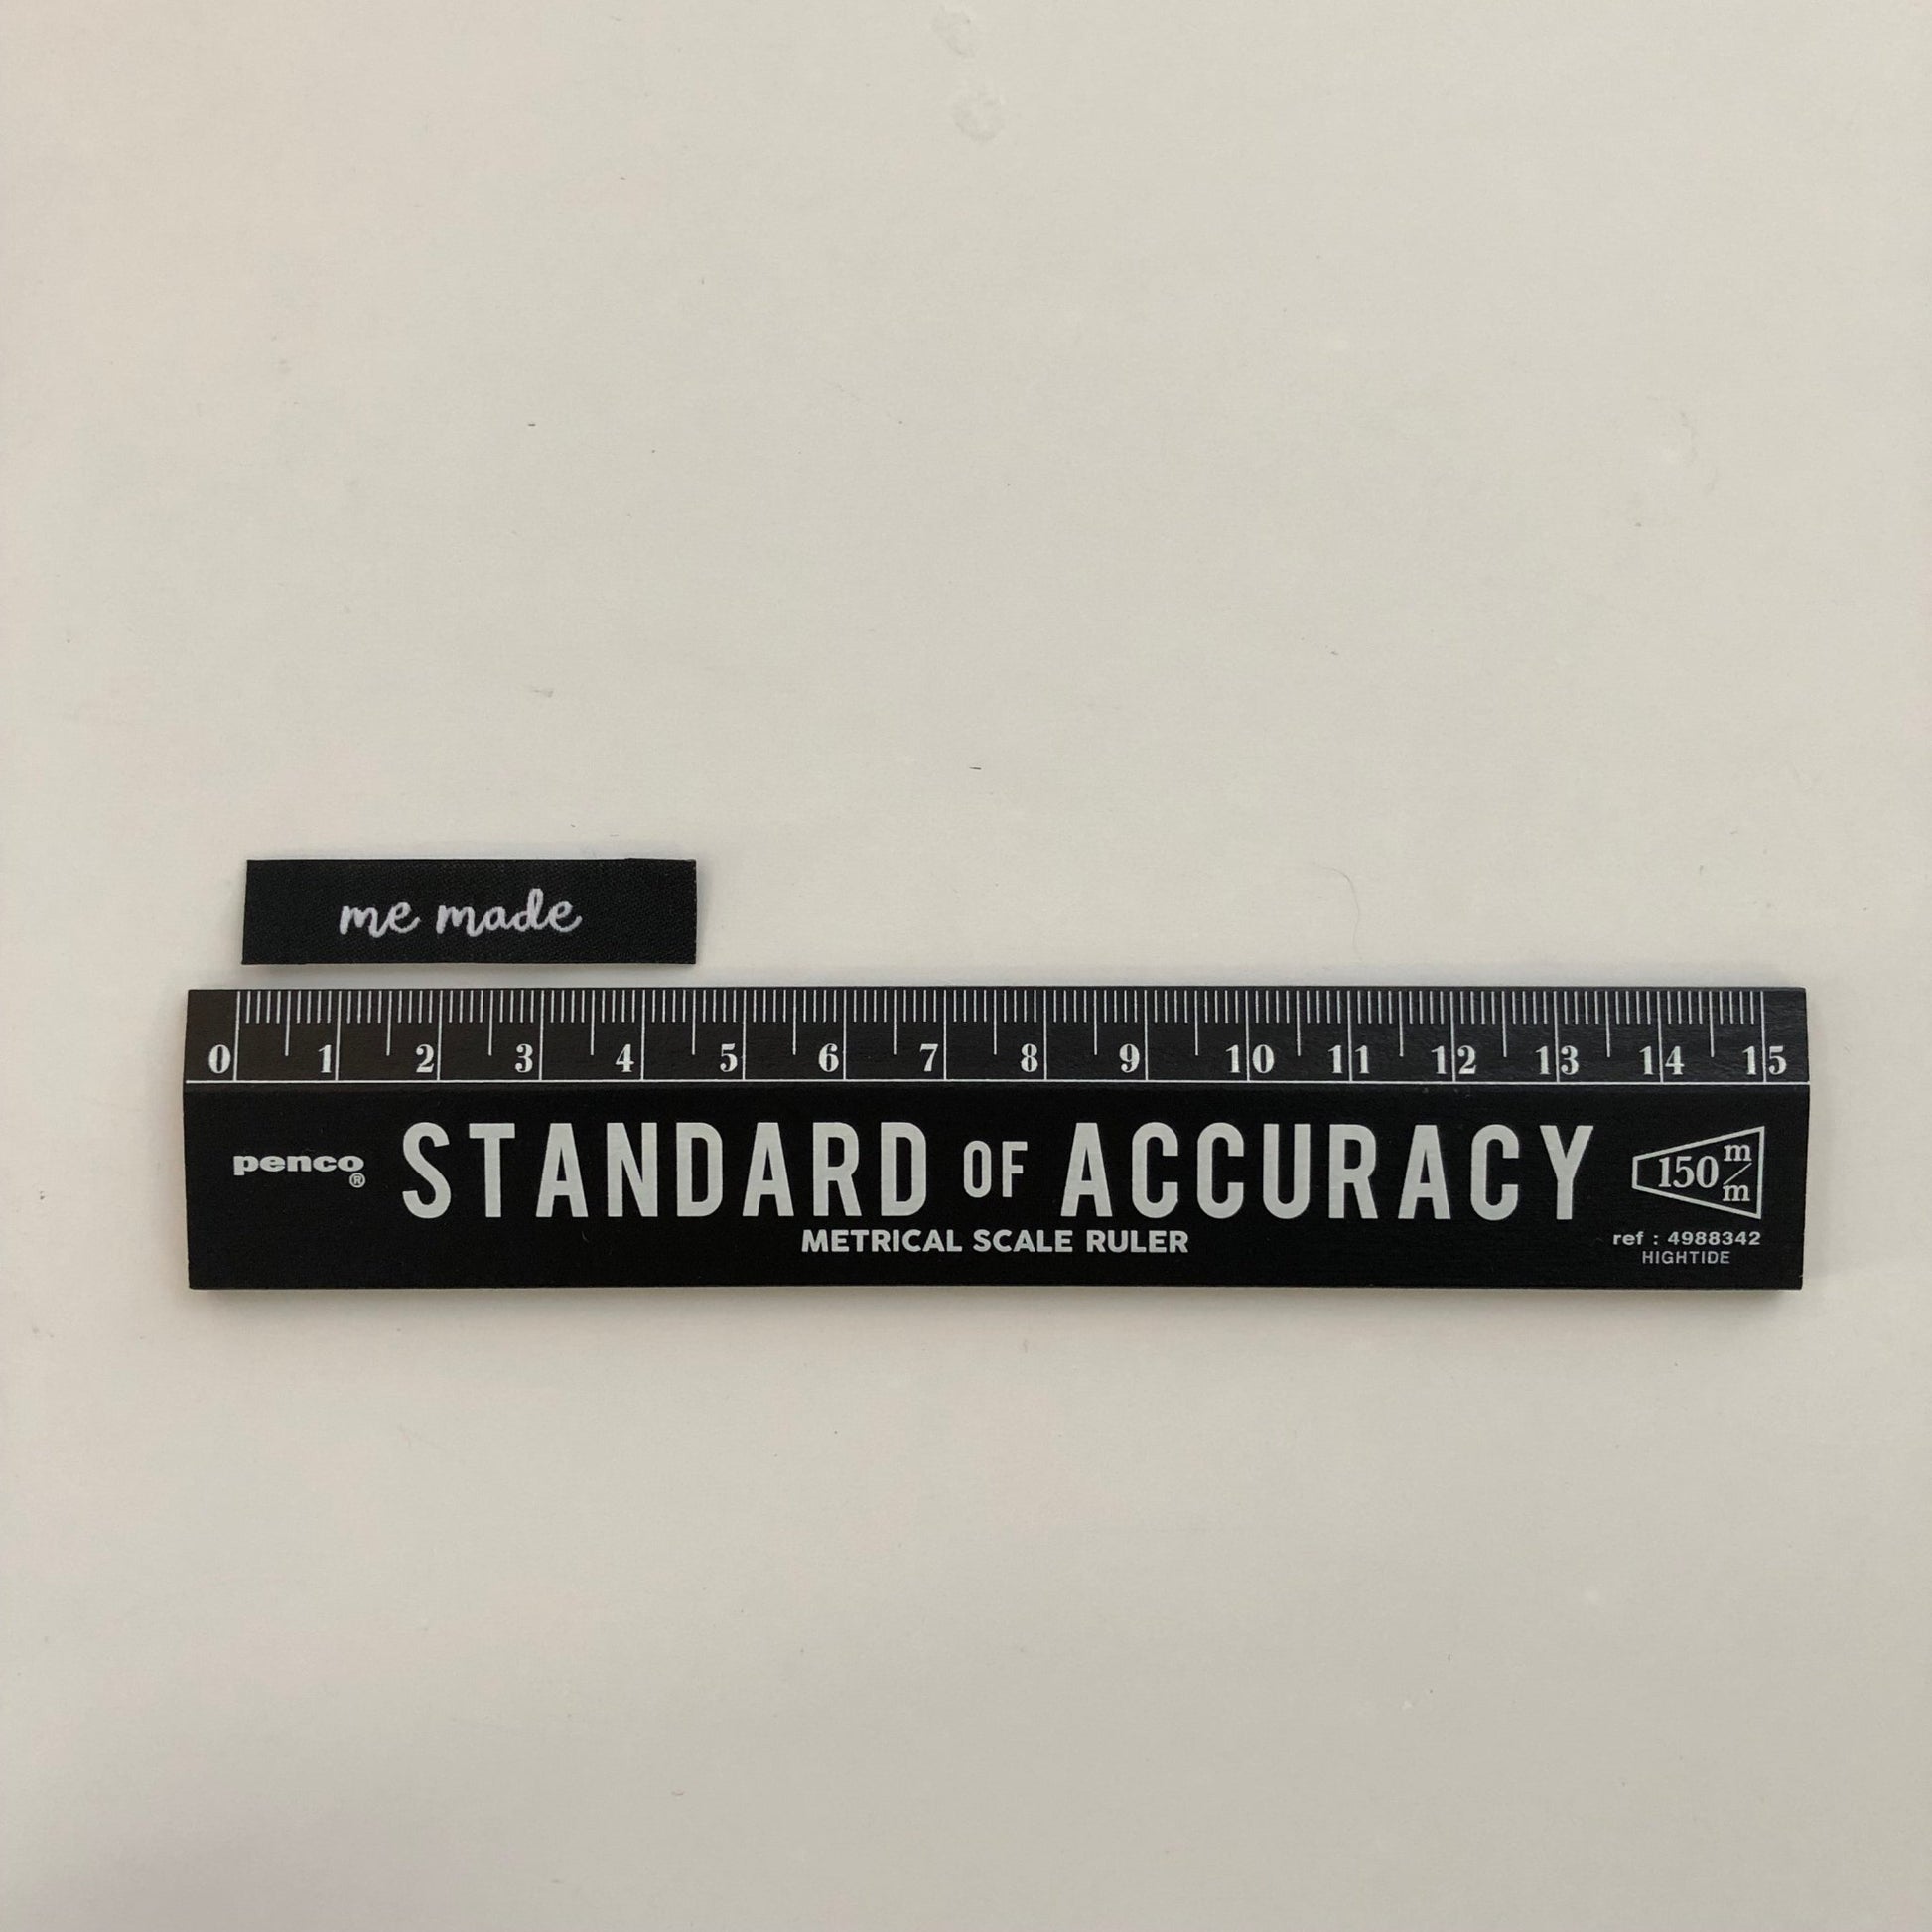 me made
0 1 2 3 4 5 6 7 8 9 10 11 12 13 14 15
penco®
STANDARD OF ACCURACY
150 m/m
METRICAL SCALE RULER
ref : 4988342
HIGHTIDE